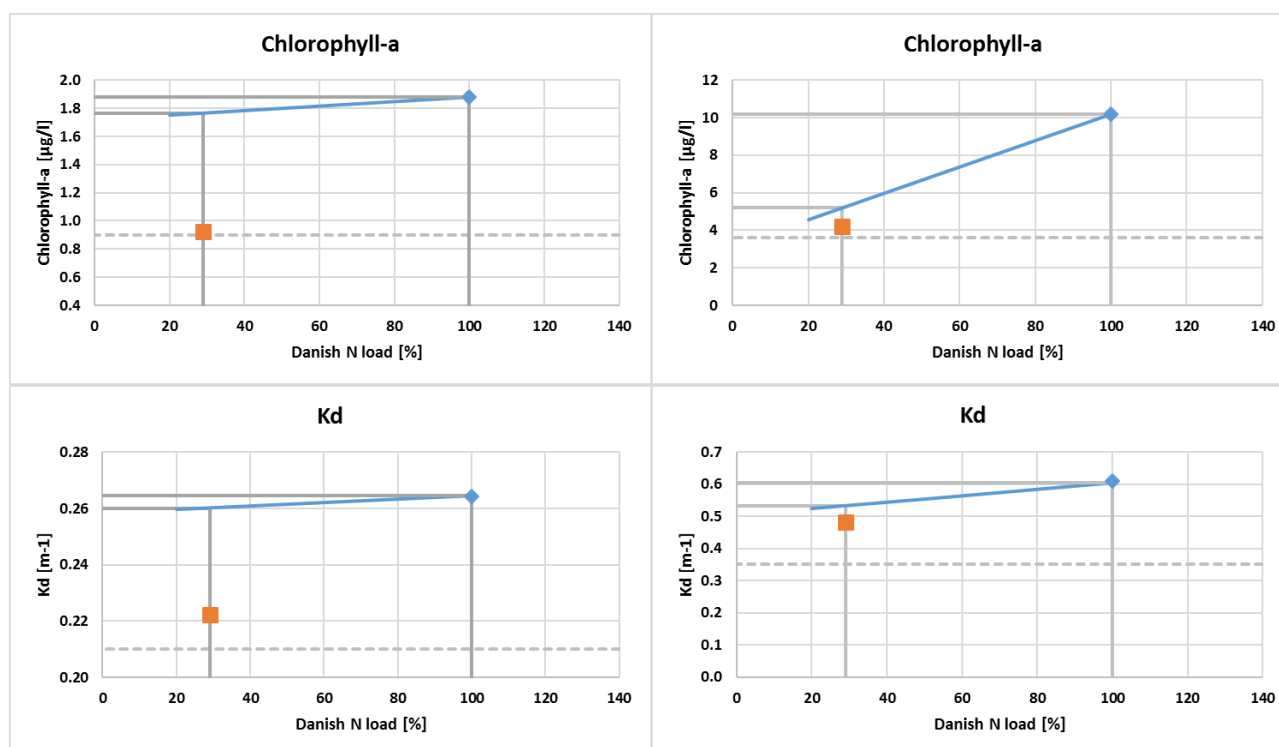 Chlorophyll-a
Chlorophyll-a [µg/l]
2.0
1.8
1.6
1.4
1.2
1.0
0.8
0.6
0.4
0 20 40 60 80 100 120 140
Danish N load [%]
Chlorophyll-a
Chlorophyll-a [µg/l]
12
10
8
6
4
2
0
0 20 40 60 80 100 120 140
Danish N load [%]
Kd
Kd [m-1]
0.28
0.26
0.24
0.22
0.20
0 20 40 60 80 100 120 140
Danish N load [%]
Kd
Kd [m-1]
0.7
0.6
0.5
0.4
0.3
0.2
0.1
0.0
0 20 40 60 80 100 120 140
Danish N load [%]